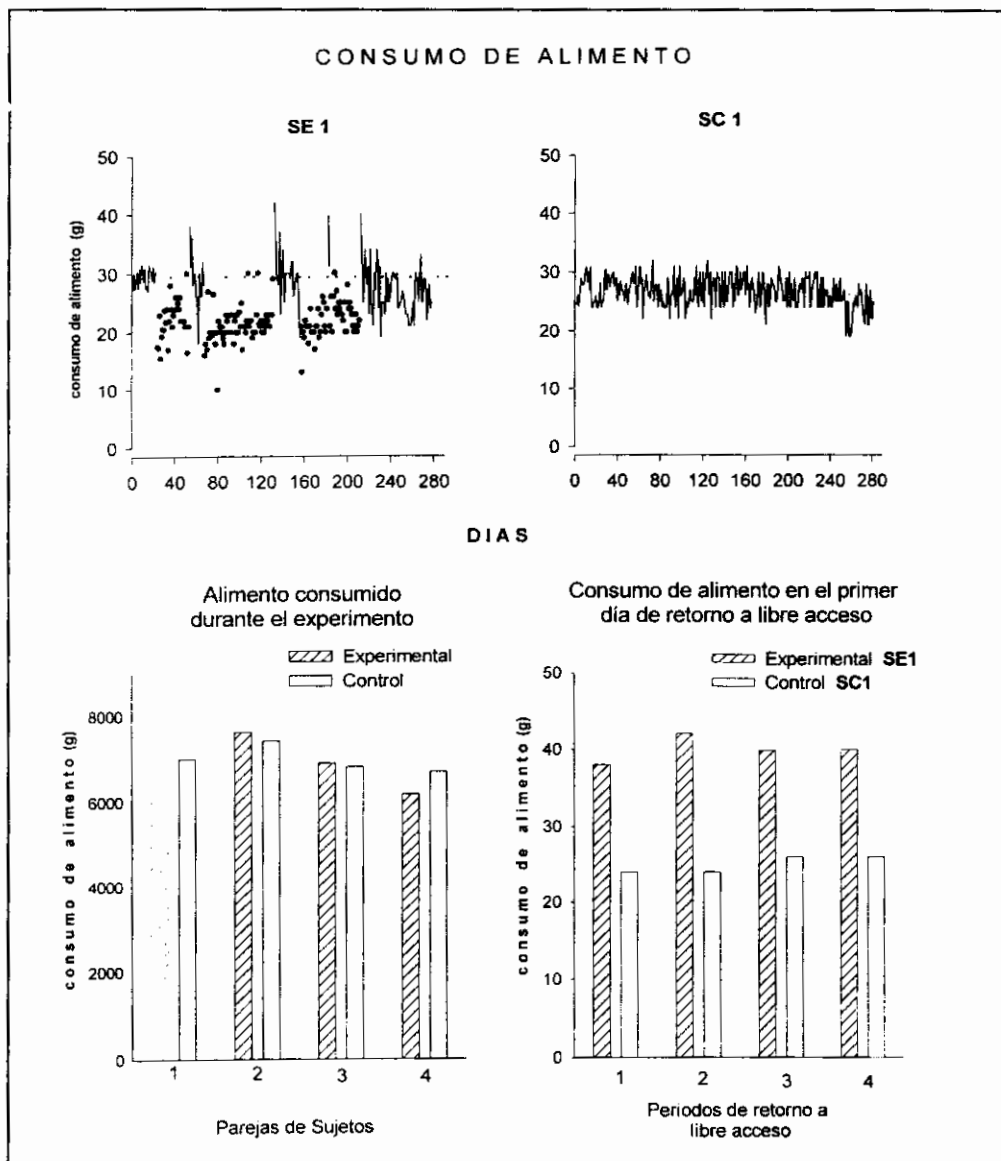 CONSUMO DE ALIMENTO
SE 1
consumo de alimento (g)
50
40
30
20
10
0
0 40 80 120 160 200 240 280
SC 1
50
40
30
20
10
0
0 40 80 120 160 200 240 280
DIAS
Alimento consumido
durante el experimento
Experimental
Control
consumo de alimento (g)
8000
6000
4000
2000
0
1 2 3 4
Parejas de Sujetos
Consumo de alimento en el primer
día de retorno a libre acceso
Experimental SE1
Control SC1
consumo de alimento (g)
50
40
30
20
10
0
1 2 3 4
Periodos de retorno a
libre acceso